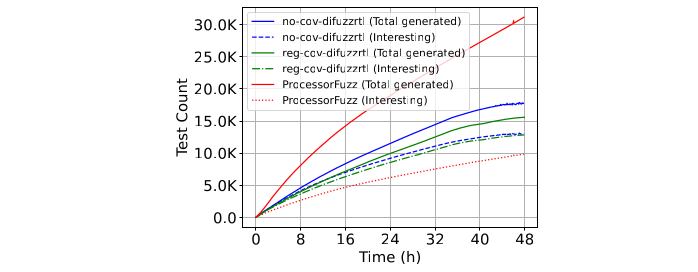 30.0K
25.0K
20.0K
15.0K
10.0K
5.0K
0.0
Test Count
no-cov-difuzzrtl (Total generated)
no-cov-difuzzrtl (Interesting)
reg-cov-difuzzrtl (Total generated)
reg-cov-difuzzrtl (Interesting)
ProcessorFuzz (Total generated)
ProcessorFuzz (Interesting)
0 8 16 24 32 40 48
Time (h)